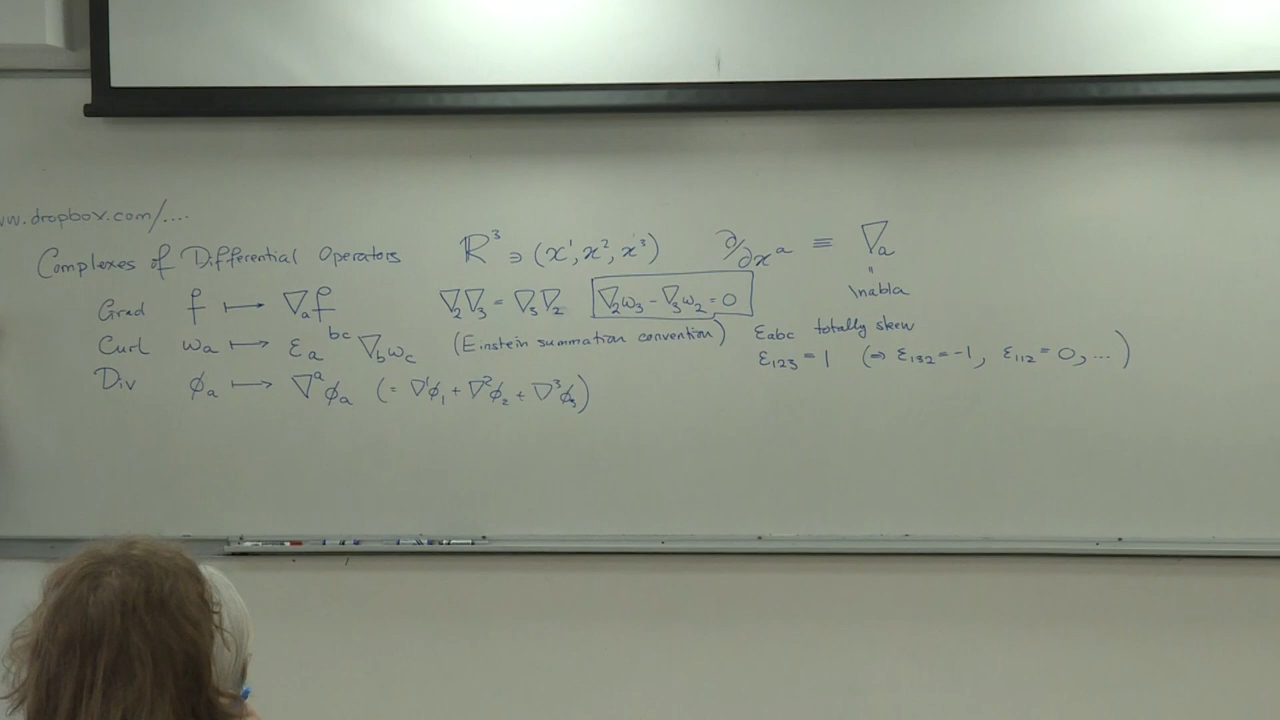 ww.dropbox.com/....
Complexes of Differential Operators ℝ³ ∋ (x¹, x², x³) ∂/∂xᵃ ≡ ∇ₐ
" \nabla
Grad f ⟼ ∇ₐf ∇₂∇₃ = ∇₃∇₂ ∇₂ω₃ − ∇₃ω₂ = 0
Curl ωₐ ⟼ εₐᵇᶜ ∇_bω_c (Einstein summation convention) εabc totally skew
ε₁₂₃ = 1 (⇒ ε₁₃₂ = −1, ε₁₁₂ = 0, ...)
Div ϕₐ ⟼ ∇ᵃϕₐ (= ∇¹ϕ₁ + ∇²ϕ₂ + ∇³ϕ₃)